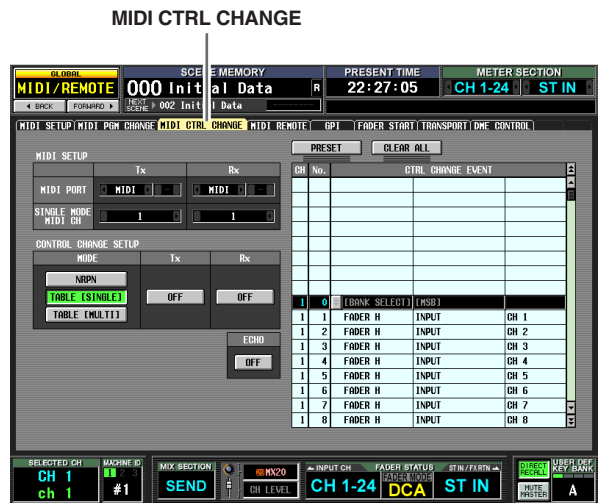 MIDI CTRL CHANGE
GLOBAL SCENE MEMORY PRESENT TIME METER SECTION
MIDI/REMOTE 000 Initial Data R 22:27:05 CH 1-24 ST IN
BACK FORWARD NEXT SCENE 002 Initial Data
MIDI SETUP MIDI PGM CHANGE MIDI CTRL CHANGE MIDI REMOTE GPI FADER START TRANSPORT DME CONTROL
PRESET CLEAR ALL
MIDI SETUP
Tx Rx
MIDI PORT MIDI - MIDI -
SINGLE MODE MIDI CH 1 1
CONTROL CHANGE SETUP
MODE Tx Rx
NRPN
TABLE [SINGLE] OFF OFF
TABLE [MULTI]
ECHO
OFF
CH No. CTRL CHANGE EVENT
1 0 [BANK SELECT] [MSB]
1 1 FADER H INPUT CH 1
1 2 FADER H INPUT CH 2
1 3 FADER H INPUT CH 3
1 4 FADER H INPUT CH 4
1 5 FADER H INPUT CH 5
1 6 FADER H INPUT CH 6
1 7 FADER H INPUT CH 7
1 8 FADER H INPUT CH 8
SELECTED CH MACHINE ID MIX SECTION INPUT CH FADER STATUS ST IN/FXRTN DIRECT RECALL USER DEF KEY BANK
CH 1 1 2 3 SEND MX20 CH 1-24 FADER MODE ST IN
ch 1 #1 CH LEVEL DCA MUTE MASTER A